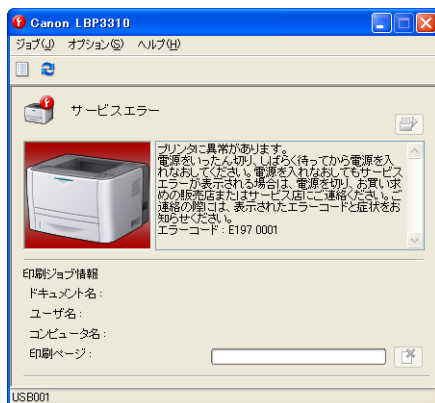 Canon LBP3310
ジョブ(J) オプション(S) ヘルプ(H)
サービスエラー
プリンタに異常があります。
電源をいったん切り、しばらく待ってから電源を入
れなおしてください。電源を入れなおしてもサービス
エラーが表示される場合は、電源を切り、お買い求
めの販売店またはサービス店にご連絡ください。ご
連絡の際には、表示されたエラーコードと症状をお
知らせください。
エラーコード : E197 0001
印刷ジョブ情報
ドキュメント名 :
ユーザ名 :
コンピュータ名 :
印刷ページ :
USB001